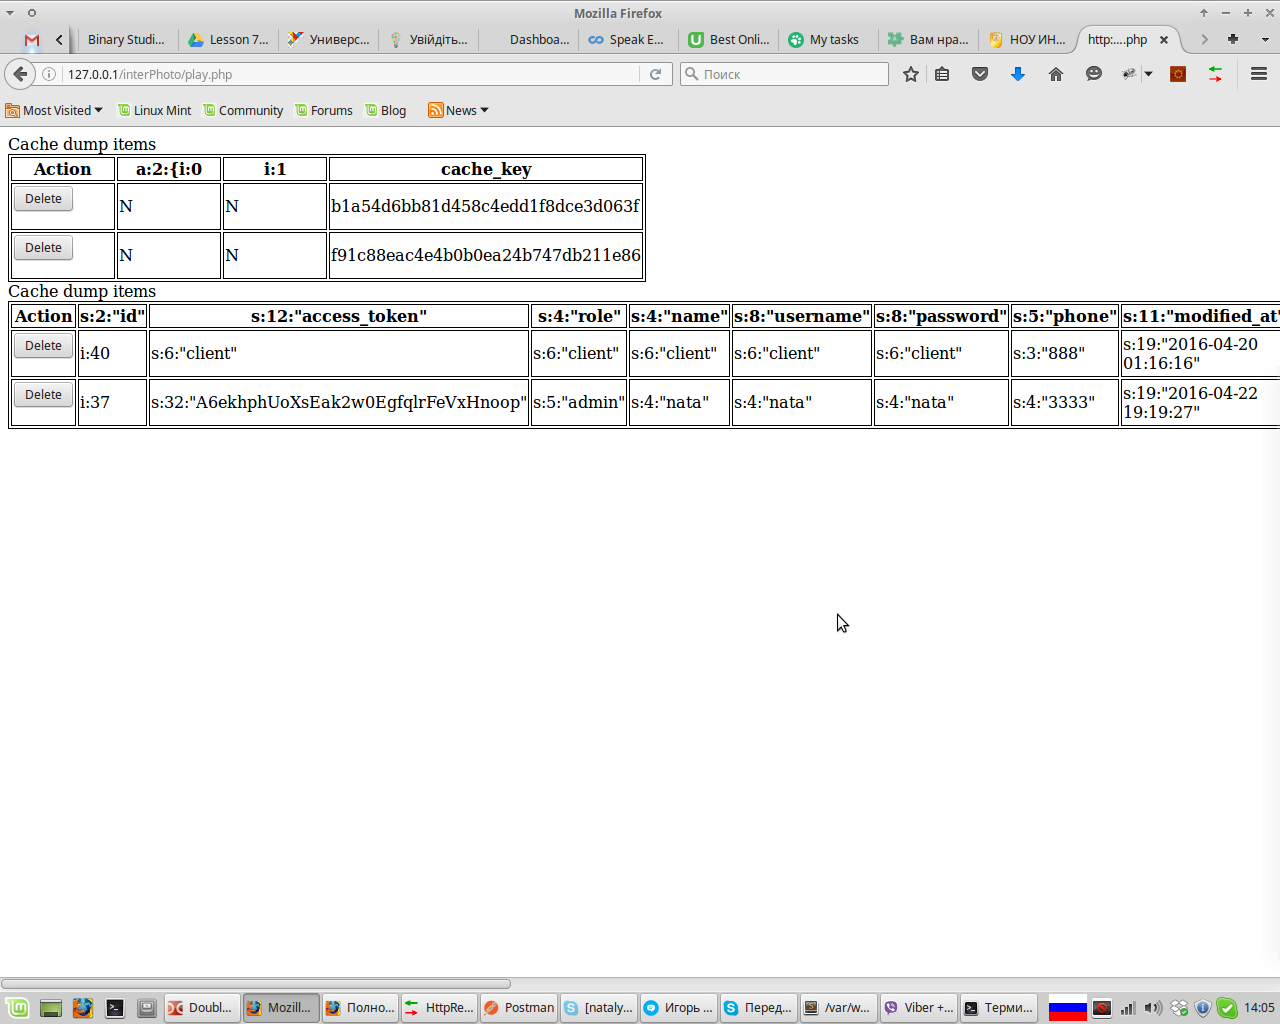 Mozilla Firefox
Binary Studi... Lesson 7... Универс... Увійдіть... Dashboa... Speak E... Best Onli... My tasks Вам нра... НОУ ИН... http:....php
127.0.0.1/interPhoto/play.php Поиск
Most Visited Linux Mint Community Forums Blog News
Cache dump items
Action a:2:{i:0 i:1 cache_key
Delete N N b1a54d6bb81d458c4edd1f8dce3d063f
Delete N N f91c88eac4e4b0b0ea24b747db211e86
Cache dump items
Action s:2:"id" s:12:"access_token" s:4:"role" s:4:"name" s:8:"username" s:8:"password" s:5:"phone" s:11:"modified_at"
Delete i:40 s:6:"client" s:6:"client" s:6:"client" s:6:"client" s:6:"client" s:3:"888" s:19:"2016-04-20
01:16:16"
Delete i:37 s:32:"A6ekhphUoXsEak2w0EgfqlrFeVxHnoop" s:5:"admin" s:4:"nata" s:4:"nata" s:4:"nata" s:4:"3333" s:19:"2016-04-22
19:19:27"
Doubl... Mozill... Полно... HttpRe... Postman [nataly... Игорь ... Перед... /var/w... Viber +... Терми... 14:05